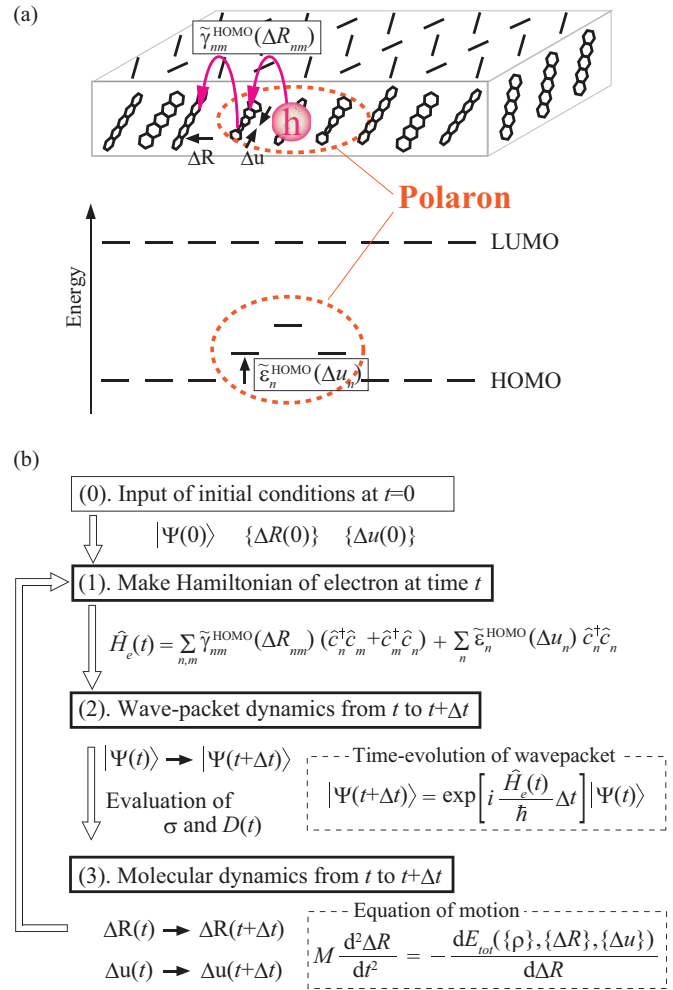 (a)
γ̃ₙₘᴴᴼᴹᴼ(ΔRₙₘ)
h
ΔR Δu
Polaron
LUMO
Energy
ε̃ₙᴴᴼᴹᴼ(Δuₙ)
HOMO
(b)
(0). Input of initial conditions at t=0
|Ψ(0)⟩ {ΔR(0)} {Δu(0)}
(1). Make Hamiltonian of electron at time t
Ĥₑ(t) = Σ_{n,m} γ̃ₙₘᴴᴼᴹᴼ(ΔRₙₘ) (ĉₙ†ĉₘ+ĉₘ†ĉₙ) + Σ_n ε̃ₙᴴᴼᴹᴼ(Δuₙ) ĉₙ†ĉₙ
(2). Wave-packet dynamics from t to t+Δt
|Ψ(t)⟩ → |Ψ(t+Δt)⟩
Evaluation of
σ and D(t)
Time-evolution of wavepacket
|Ψ(t+Δt)⟩ = exp[i Ĥₑ(t)/ħ Δt]|Ψ(t)⟩
(3). Molecular dynamics from t to t+Δt
ΔR(t) → ΔR(t+Δt)
Δu(t) → Δu(t+Δt)
Equation of motion
M d²ΔR/dt² = − dE_{tot}({ρ},{ΔR},{Δu})/dΔR